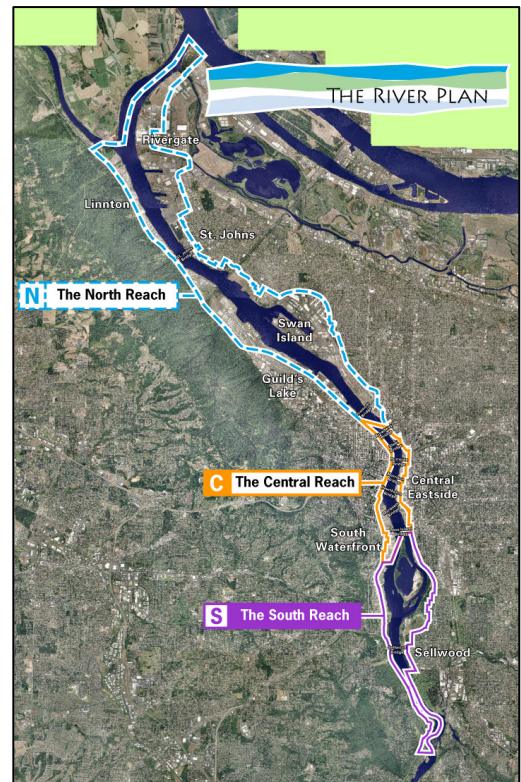 THE RIVER PLAN
Rivergate
Linnton
St. Johns
N The North Reach
Swan
Island
Guild's
Lake
C The Central Reach
Central
Eastside
South
Waterfront
S The South Reach
Sellwood